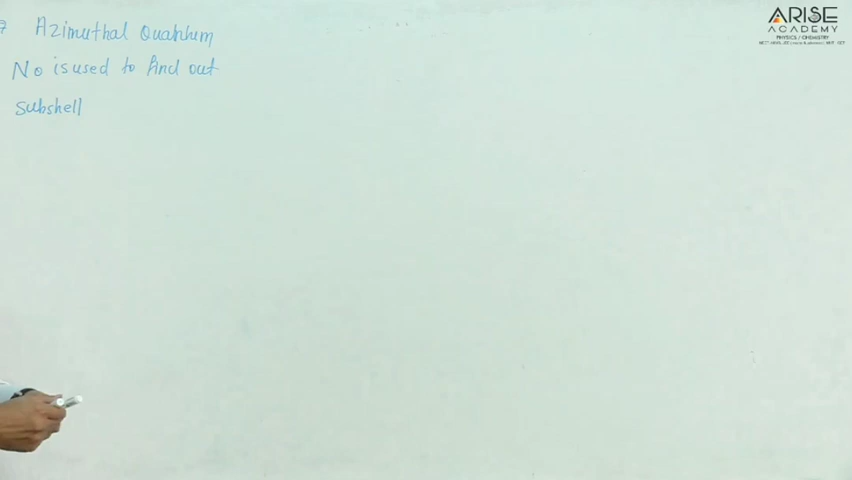 Azimuthal Quantum
No is used to find out
subshell
ARISE
ACADEMY
PHYSICS / CHEMISTRY